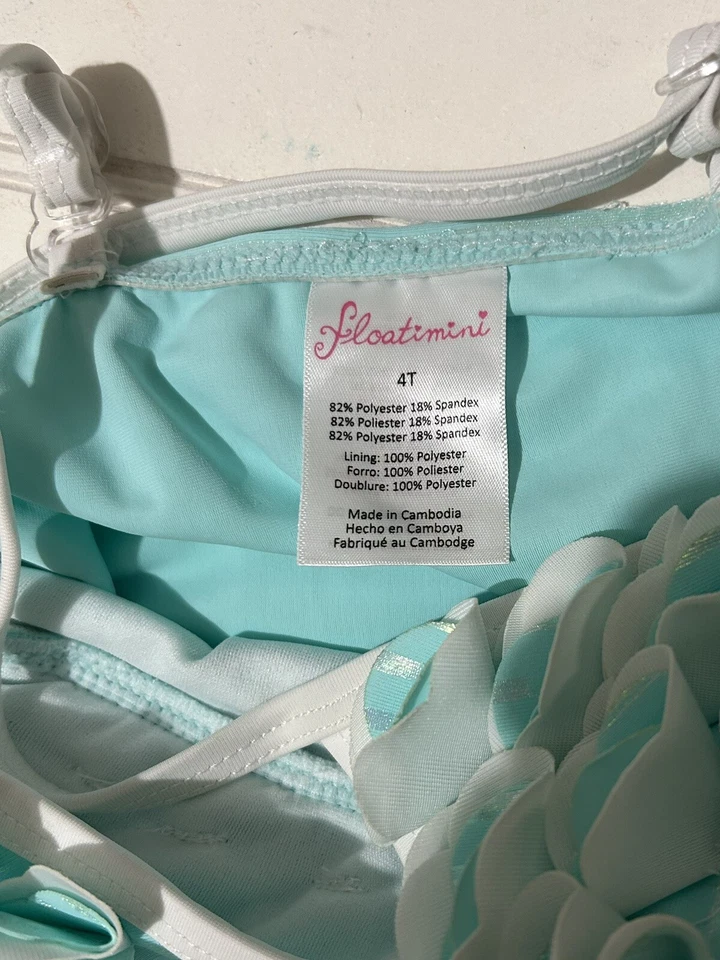 floatimini
4T
82% Polyester 18% Spandex
82% Poliester 18% Spandex
82% Polyester 18% Spandex
Lining: 100% Polyester
Forro: 100% Poliester
Doublure: 100% Polyester
Made in Cambodia
Hecho en Camboya
Fabriqué au Cambodge